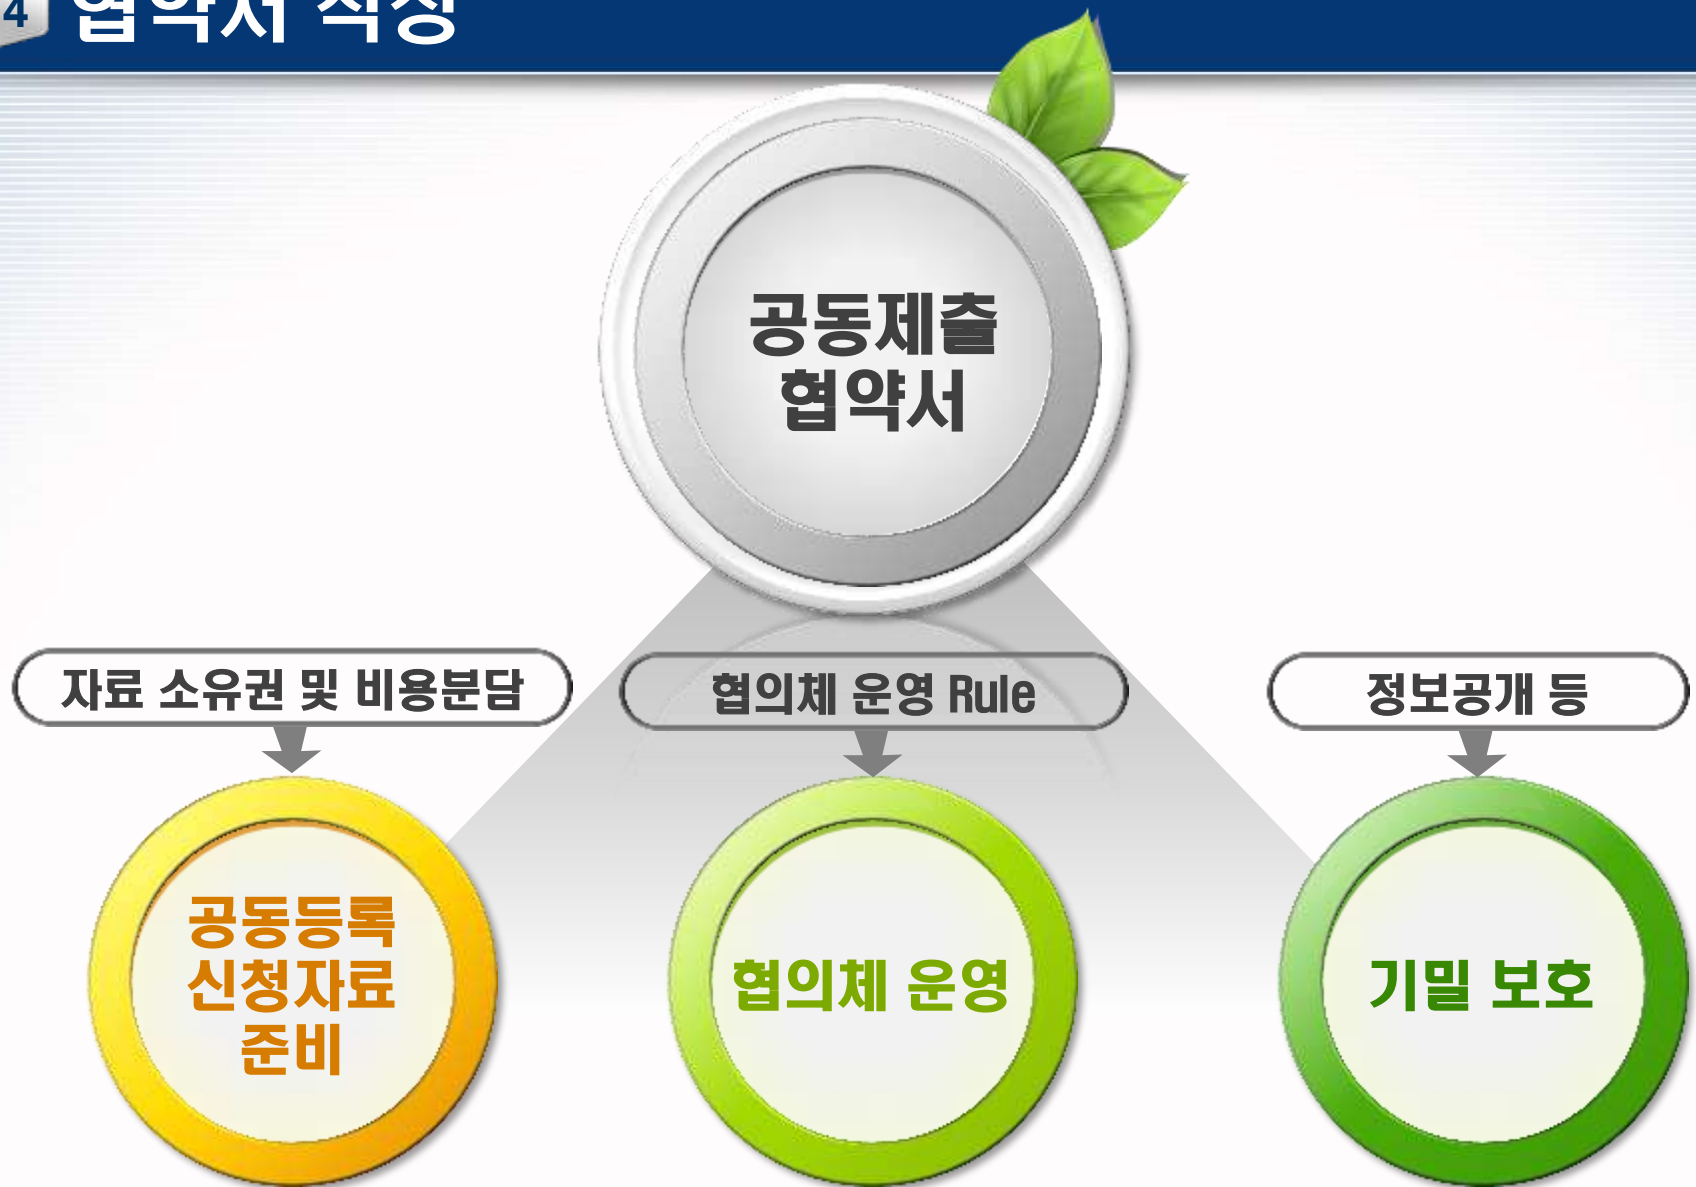 4 협약서 작성
공동제출
협약서
자료 소유권 및 비용분담
협의체 운영 Rule
정보공개 등
공동등록
신청자료
준비
협의체 운영
기밀 보호